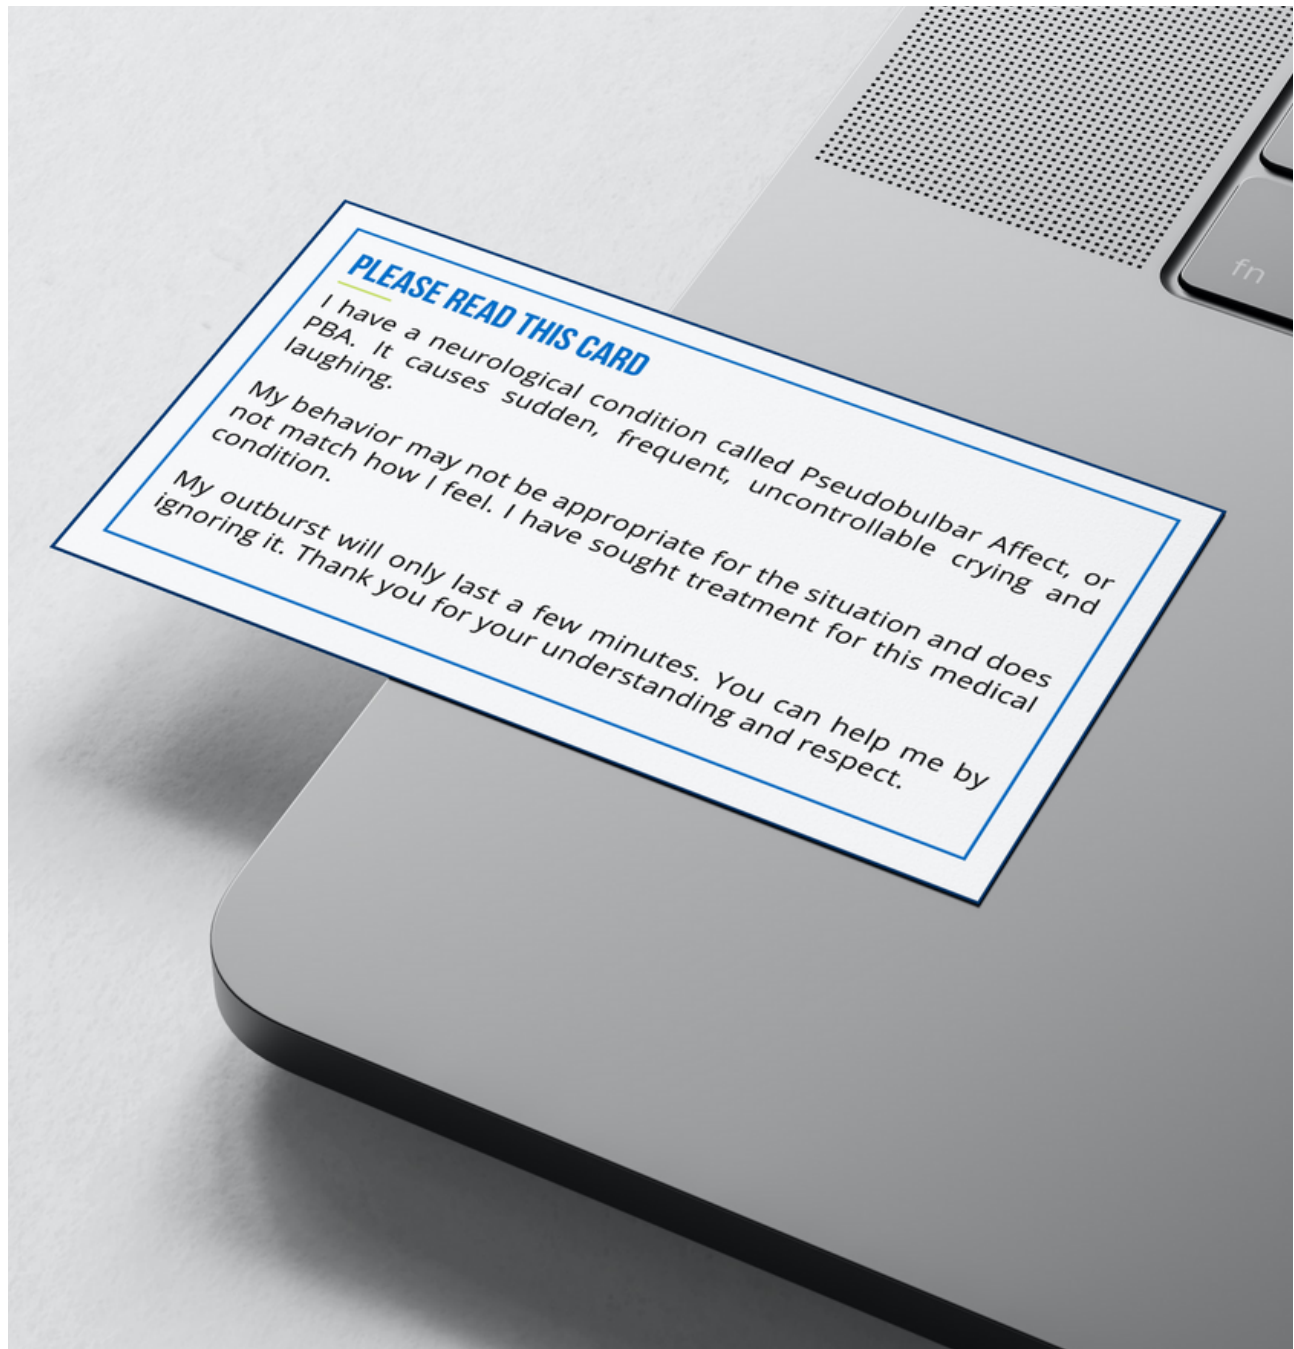 PLEASE READ THIS CARD
I have a neurological condition called Pseudobulbar Affect, or
PBA. It causes sudden, frequent, uncontrollable crying and
laughing.
My behavior may not be appropriate for the situation and does
not match how I feel. I have sought treatment for this medical
condition.
My outburst will only last a few minutes. You can help me by
ignoring it. Thank you for your understanding and respect.
fn